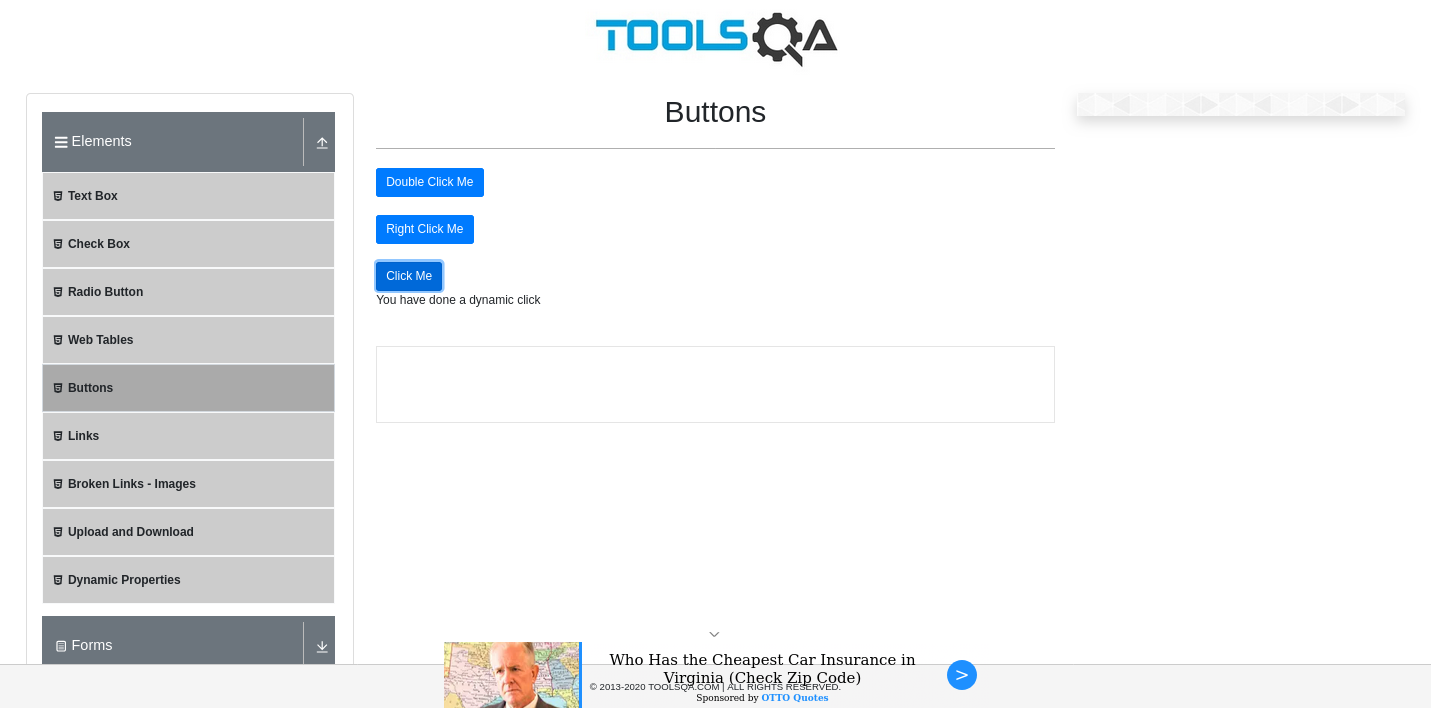 TOOLSQA
Elements
Text Box
Check Box
Radio Button
Web Tables
Buttons
Links
Broken Links - Images
Upload and Download
Dynamic Properties
Forms
Buttons
Double Click Me
Right Click Me
Click Me
You have done a dynamic click
Who Has the Cheapest Car Insurance in
Virginia (Check Zip Code)
Sponsored by OTTO Quotes
>
© 2013-2020 TOOLSQA.COM | ALL RIGHTS RESERVED.